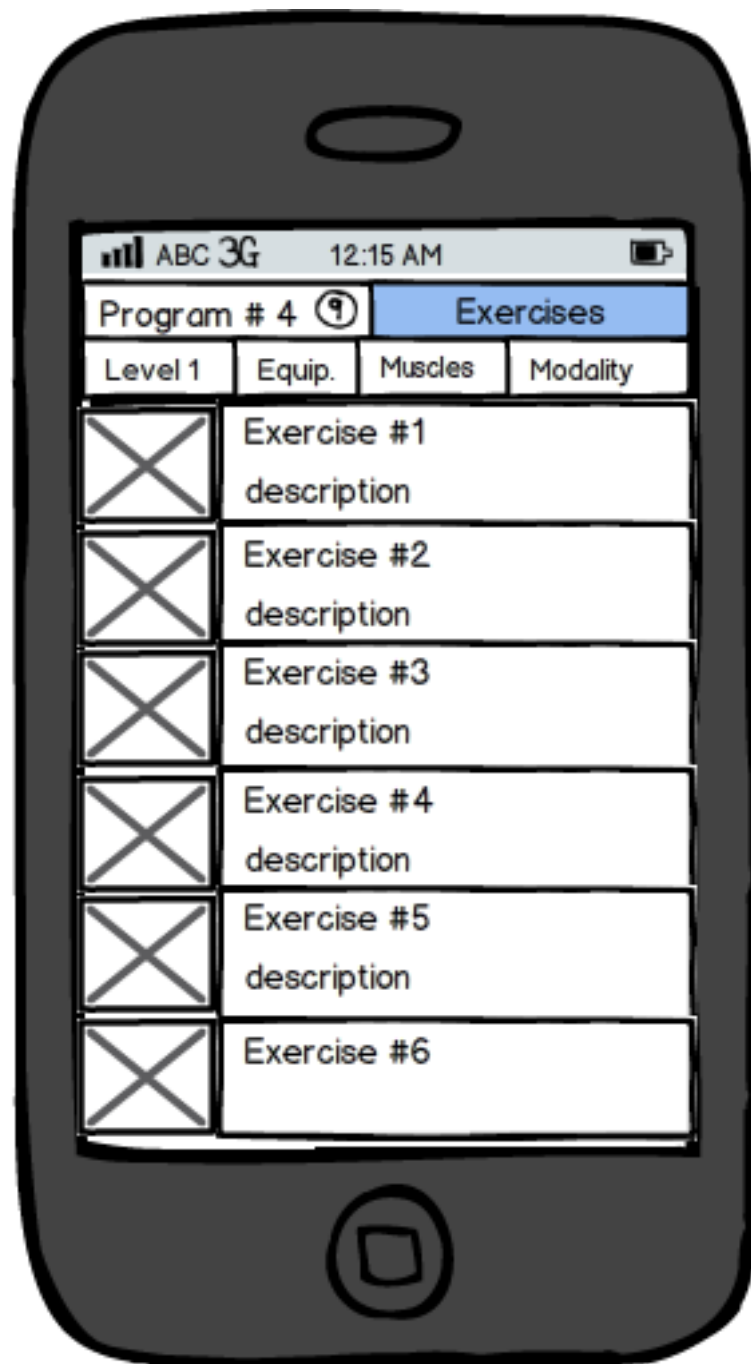 ABC 3G 12:15 AM
Program # 4 9 Exercises
Level 1 Equip. Muscles Modality
Exercise #1
description
Exercise #2
description
Exercise #3
description
Exercise #4
description
Exercise #5
description
Exercise #6